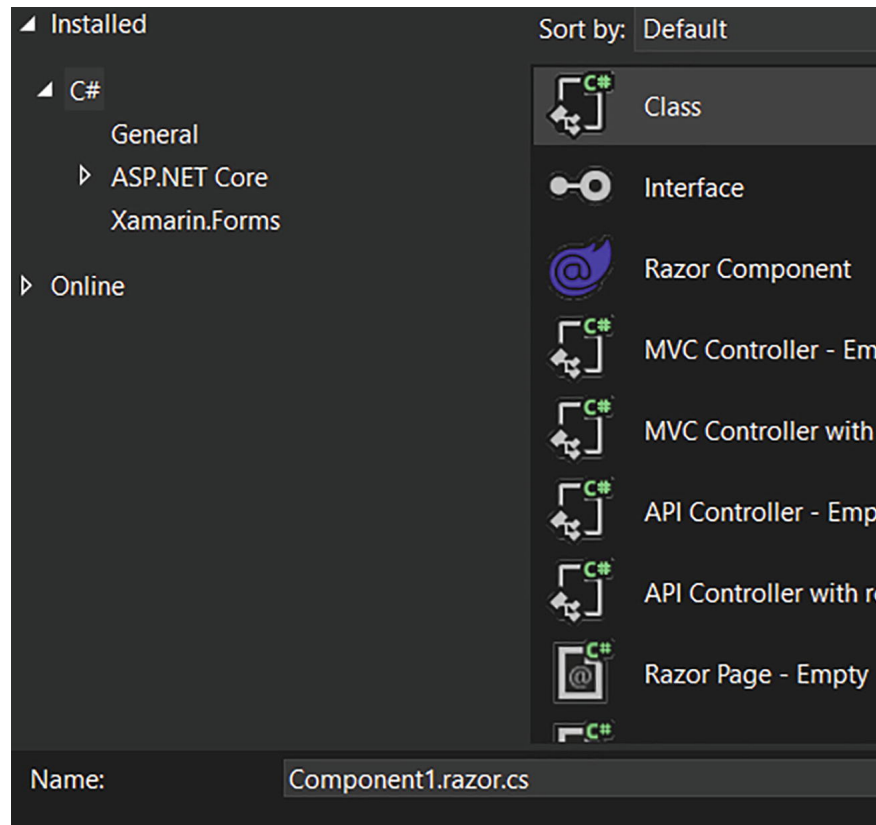 Installed
C#
General
ASP.NET Core
Xamarin.Forms
Online
Sort by: Default
C# Class
Interface
@ Razor Component
C# MVC Controller - Em
C# MVC Controller with
C# API Controller - Emp
C# API Controller with r
C# @ Razor Page - Empty
C#
Name: Component1.razor.cs